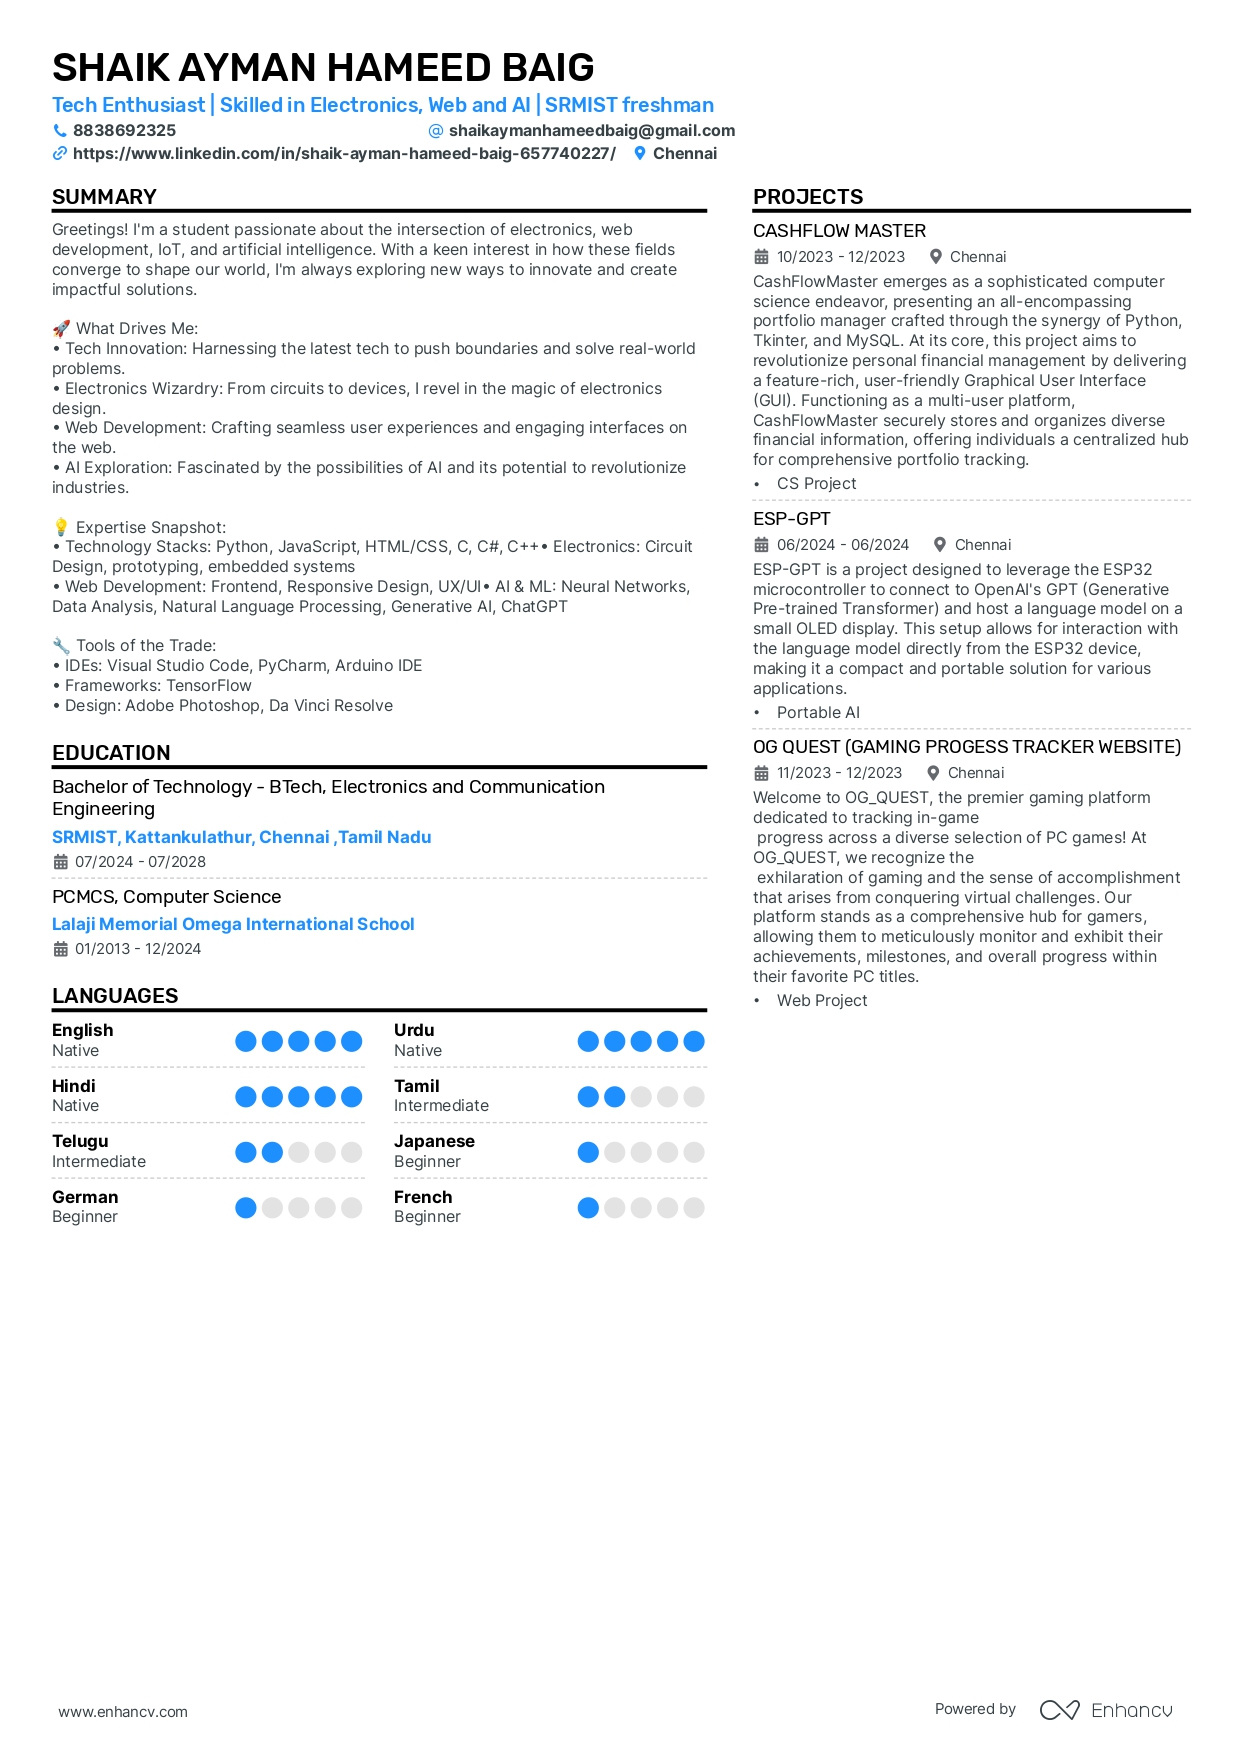 SHAIK AYMAN HAMEED BAIG
Tech Enthusiast | Skilled in Electronics, Web and AI | SRMIST freshman
8838692325 @ shaikaymanhameedbaig@gmail.com
https://www.linkedin.com/in/shaik-ayman-hameed-baig-657740227/ Chennai
SUMMARY
Greetings! I'm a student passionate about the intersection of electronics, web
development, IoT, and artificial intelligence. With a keen interest in how these fields
converge to shape our world, I'm always exploring new ways to innovate and create
impactful solutions.
🚀 What Drives Me:
• Tech Innovation: Harnessing the latest tech to push boundaries and solve real-world
problems.
• Electronics Wizardry: From circuits to devices, I revel in the magic of electronics
design.
• Web Development: Crafting seamless user experiences and engaging interfaces on
the web.
• AI Exploration: Fascinated by the possibilities of AI and its potential to revolutionize
industries.
💡 Expertise Snapshot:
• Technology Stacks: Python, JavaScript, HTML/CSS, C, C#, C++• Electronics: Circuit
Design, prototyping, embedded systems
• Web Development: Frontend, Responsive Design, UX/UI• AI & ML: Neural Networks,
Data Analysis, Natural Language Processing, Generative AI, ChatGPT
🔧 Tools of the Trade:
• IDEs: Visual Studio Code, PyCharm, Arduino IDE
• Frameworks: TensorFlow
• Design: Adobe Photoshop, Da Vinci Resolve
EDUCATION
Bachelor of Technology - BTech, Electronics and Communication
Engineering
SRMIST, Kattankulathur, Chennai ,Tamil Nadu
07/2024 - 07/2028
PCMCS, Computer Science
Lalaji Memorial Omega International School
01/2013 - 12/2024
LANGUAGES
English
Native
Urdu
Native
Hindi
Native
Tamil
Intermediate
Telugu
Intermediate
Japanese
Beginner
German
Beginner
French
Beginner
PROJECTS
CASHFLOW MASTER
10/2023 - 12/2023 Chennai
CashFlowMaster emerges as a sophisticated computer
science endeavor, presenting an all-encompassing
portfolio manager crafted through the synergy of Python,
Tkinter, and MySQL. At its core, this project aims to
revolutionize personal financial management by delivering
a feature-rich, user-friendly Graphical User Interface
(GUI). Functioning as a multi-user platform,
CashFlowMaster securely stores and organizes diverse
financial information, offering individuals a centralized hub
for comprehensive portfolio tracking.
• CS Project
ESP-GPT
06/2024 - 06/2024 Chennai
ESP-GPT is a project designed to leverage the ESP32
microcontroller to connect to OpenAI's GPT (Generative
Pre-trained Transformer) and host a language model on a
small OLED display. This setup allows for interaction with
the language model directly from the ESP32 device,
making it a compact and portable solution for various
applications.
• Portable AI
OG QUEST (GAMING PROGESS TRACKER WEBSITE)
11/2023 - 12/2023 Chennai
Welcome to OG_QUEST, the premier gaming platform
dedicated to tracking in-game
progress across a diverse selection of PC games! At
OG_QUEST, we recognize the
exhilaration of gaming and the sense of accomplishment
that arises from conquering virtual challenges. Our
platform stands as a comprehensive hub for gamers,
allowing them to meticulously monitor and exhibit their
achievements, milestones, and overall progress within
their favorite PC titles.
• Web Project
www.enhancv.com
Powered by Enhancv